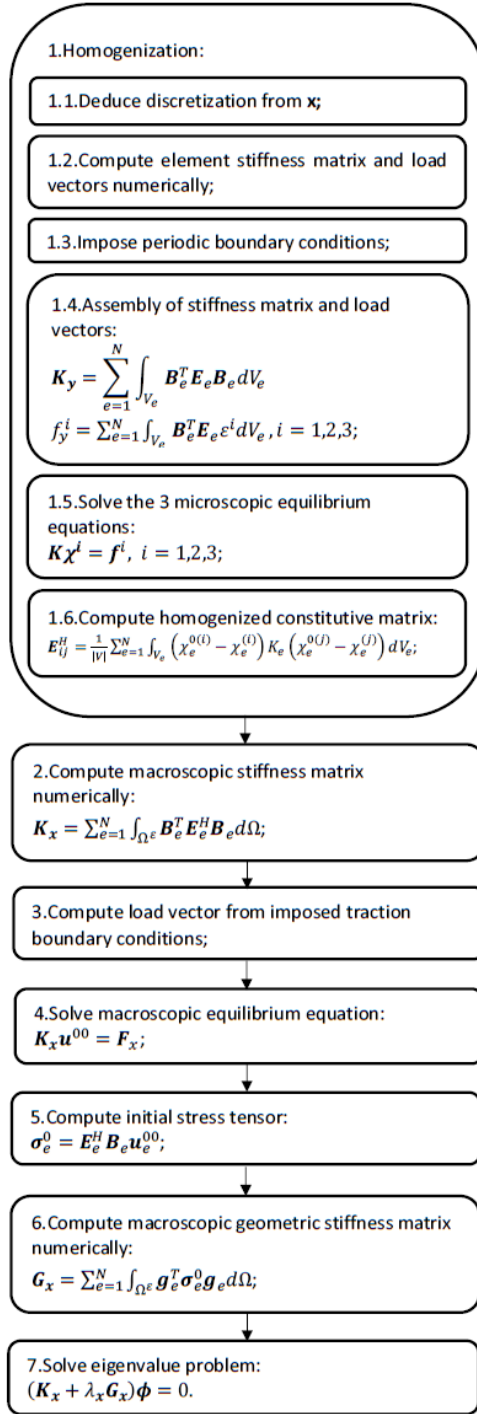 1.Homogenization:
1.1.Deduce discretization from x;
1.2.Compute element stiffness matrix and load
vectors numerically;
1.3.Impose periodic boundary conditions;
1.4.Assembly of stiffness matrix and load
vectors:
K_y = ∑_{e=1}^{N} ∫_{V_e} B_e^T E_e B_e dV_e
f_y^i = ∑_{e=1}^{N} ∫_{V_e} B_e^T E_e ε^i dV_e , i = 1,2,3;
1.5.Solve the 3 microscopic equilibrium
equations:
Kχ^i = f^i, i = 1,2,3;
1.6.Compute homogenized constitutive matrix:
E_{ij}^H = \frac{1}{|V|} ∑_{e=1}^{N} ∫_{V_e} (χ_e^{0(i)} − χ_e^{(i)}) K_e (χ_e^{0(j)} − χ_e^{(j)}) dV_e;
2.Compute macroscopic stiffness matrix
numerically:
K_x = ∑_{e=1}^{N} ∫_{Ω^ε} B_e^T E_e^H B_e dΩ;
3.Compute load vector from imposed traction
boundary conditions;
4.Solve macroscopic equilibrium equation:
K_x u^{00} = F_x;
5.Compute initial stress tensor:
σ_e^0 = E_e^H B_e u_e^{00};
6.Compute macroscopic geometric stiffness matrix
numerically:
G_x = ∑_{e=1}^{N} ∫_{Ω^ε} g_e^T σ_e^0 g_e dΩ;
7.Solve eigenvalue problem:
(K_x + λ_x G_x)ϕ = 0.